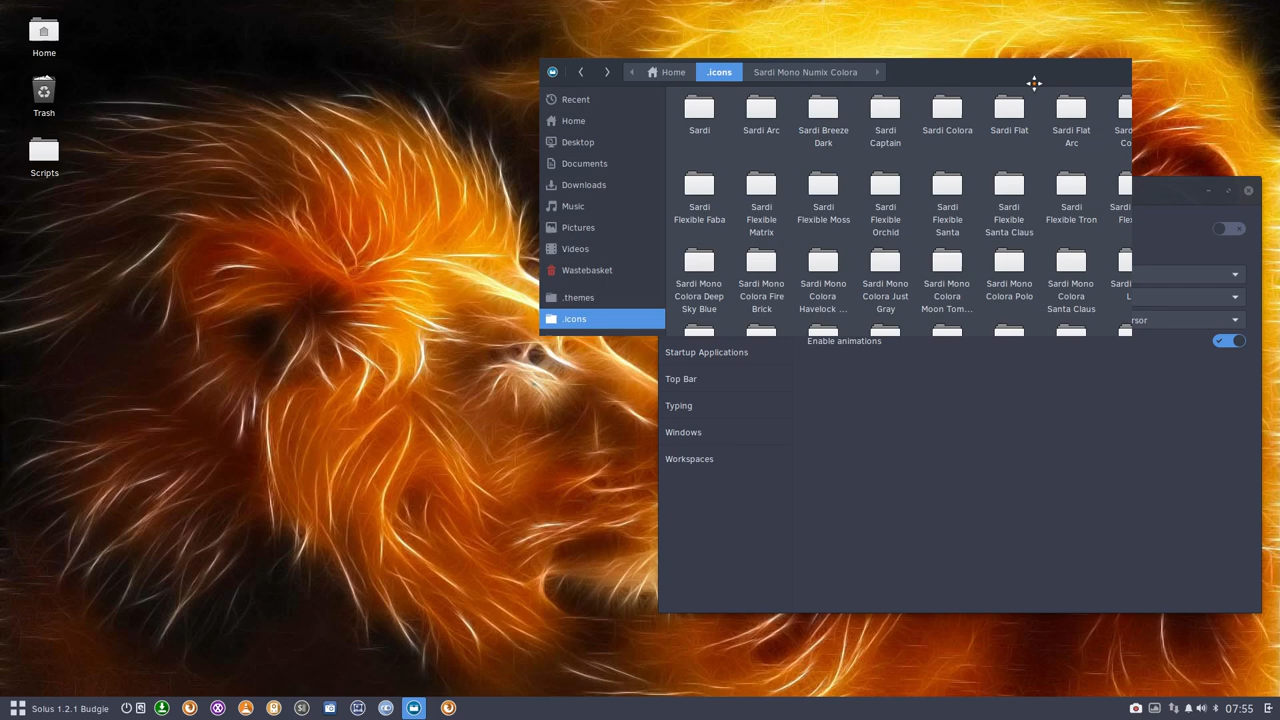 Home
Trash
Scripts
Home
.icons
Sardi Mono Numix Colora
Recent
Home
Desktop
Documents
Downloads
Music
Pictures
Videos
Wastebasket
.themes
.icons
Sardi
Sardi Arc
Sardi Breeze
Dark
Sardi
Captain
Sardi Colora
Sardi Flat
Sardi Flat
Arc
Sardi
Flexible Faba
Sardi
Flexible
Matrix
Sardi
Flexible Moss
Sardi
Flexible
Orchid
Sardi
Flexible
Santa
Sardi
Flexible
Santa Claus
Sardi
Flexible Tron
Sardi Mono
Colora Deep
Sky Blue
Sardi Mono
Colora Fire
Brick
Sardi Mono
Colora
Havelock ...
Sardi Mono
Colora Just
Gray
Sardi Mono
Colora
Moon Tom...
Sardi Mono
Colora Polo
Sardi Mono
Colora
Santa Claus
rsor
Enable animations
Startup Applications
Top Bar
Typing
Windows
Workspaces
Solus 1.2.1 Budgie
07:55